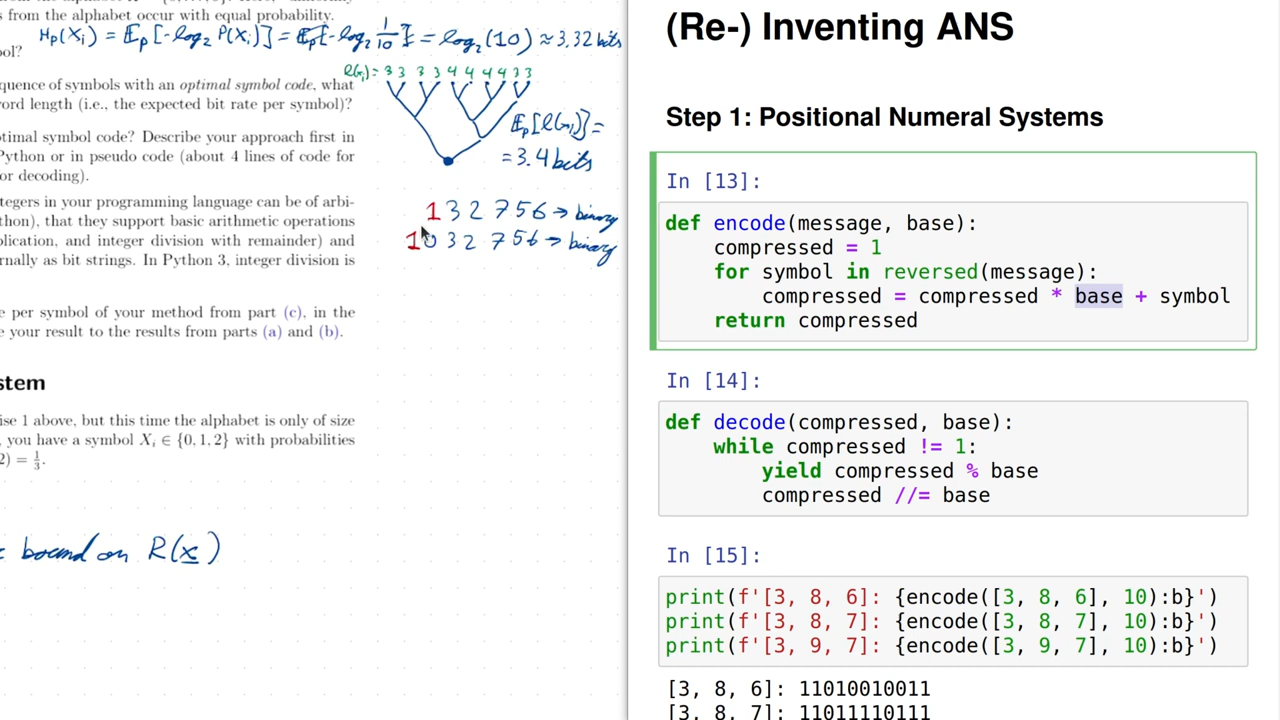 s from the alphabet occur with equal probability.
H_P(X_i) = E_P[-log₂ P(X_i)] = E_P[-log₂ 1/10] = log₂(10) ≈ 3.32 bits
ol?
ℓ(G_i) = 3 3 3 3 4 4 4 4 3 3
quence of symbols with an optimal symbol code, what
ord length (i.e., the expected bit rate per symbol)?
E_P[ℓ(G_i)] =
= 3.4 bits
timal symbol code? Describe your approach first in
Python or in pseudo code (about 4 lines of code for
or decoding).
1 3 2 7 5 6 → binary
1 0 3 2 7 5 6 → binary
tegers in your programming language can be of arbi-
thon), that they support basic arithmetic operations
plication, and integer division with remainder) and
rnally as bit strings. In Python 3, integer division is
e per symbol of your method from part (c), in the
e your result to the results from parts (a) and (b).
stem
ise 1 above, but this time the alphabet is only of size
, you have a symbol X_i ∈ {0, 1, 2} with probabilities
2) = 1/3.
bound on R(x)
(Re-) Inventing ANS
Step 1: Positional Numeral Systems
In [13]:
def encode(message, base):
    compressed = 1
    for symbol in reversed(message):
        compressed = compressed * base + symbol
    return compressed
In [14]:
def decode(compressed, base):
    while compressed != 1:
        yield compressed % base
        compressed //= base
In [15]:
print(f'[3, 8, 6]: {encode([3, 8, 6], 10):b}')
print(f'[3, 8, 7]: {encode([3, 8, 7], 10):b}')
print(f'[3, 9, 7]: {encode([3, 9, 7], 10):b}')
[3, 8, 6]: 11010010011
[3, 8, 7]: 11011110111